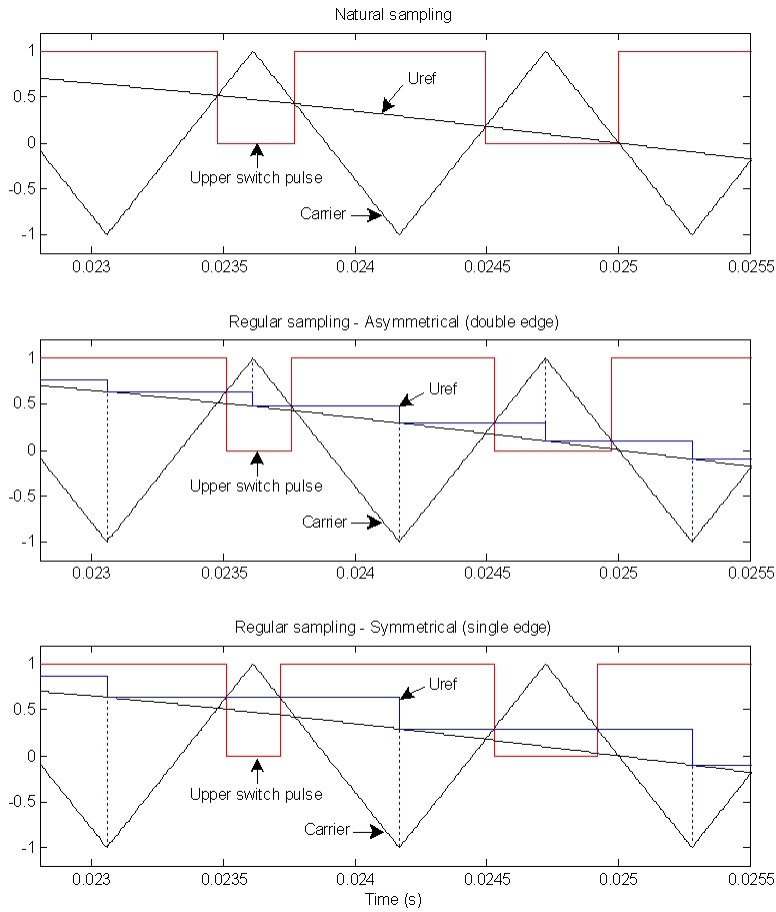 Natural sampling
1
0.5
0
-0.5
-1
Uref
Upper switch pulse
Carrier
0.023 0.0235 0.024 0.0245 0.025 0.0255
Regular sampling - Asymmetrical (double edge)
1
0.5
0
-0.5
-1
Uref
Upper switch pulse
Carrier
0.023 0.0235 0.024 0.0245 0.025 0.0255
Regular sampling - Symmetrical (single edge)
1
0.5
0
-0.5
-1
Uref
Upper switch pulse
Carrier
0.023 0.0235 0.024 0.0245 0.025 0.0255
Time (s)